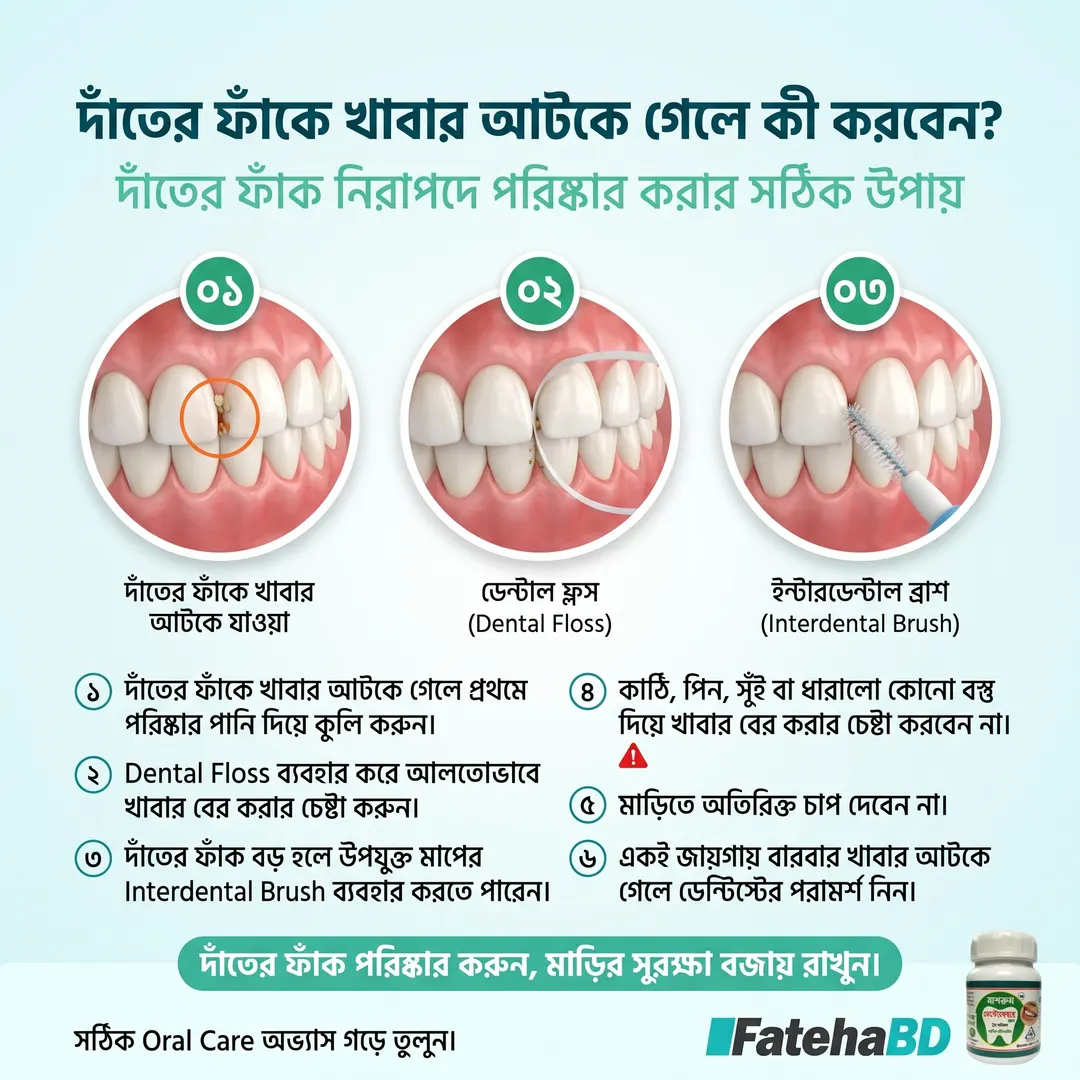 দাঁতের ফাঁকে খাবার আটকে গেলে কী করবেন?
দাঁতের ফাঁক নিরাপদে পরিষ্কার করার সঠিক উপায়
০১
০২
০৩
দাঁতের ফাঁকে খাবার
আটকে যাওয়া
ডেন্টাল ফ্লস
(Dental Floss)
ইন্টারডেন্টাল ব্রাশ
(Interdental Brush)
১ দাঁতের ফাঁকে খাবার আটকে গেলে প্রথমে
পরিষ্কার পানি দিয়ে কুলি করুন।
২ Dental Floss ব্যবহার করে আলতোভাবে
খাবার বের করার চেষ্টা করুন।
৩ দাঁতের ফাঁক বড় হলে উপযুক্ত মাপের
Interdental Brush ব্যবহার করতে পারেন।
৪ কাঠি, পিন, সুঁই বা ধারালো কোনো বস্তু
দিয়ে খাবার বের করার চেষ্টা করবেন না।
৫ মাড়িতে অতিরিক্ত চাপ দেবেন না।
৬ একই জায়গায় বারবার খাবার আটকে
গেলে ডেন্টিস্টের পরামর্শ নিন।
দাঁতের ফাঁক পরিষ্কার করুন, মাড়ির সুরক্ষা বজায় রাখুন।
সঠিক Oral Care অভ্যাস গড়ে তুলুন।
FatehaBD
মাশরুম